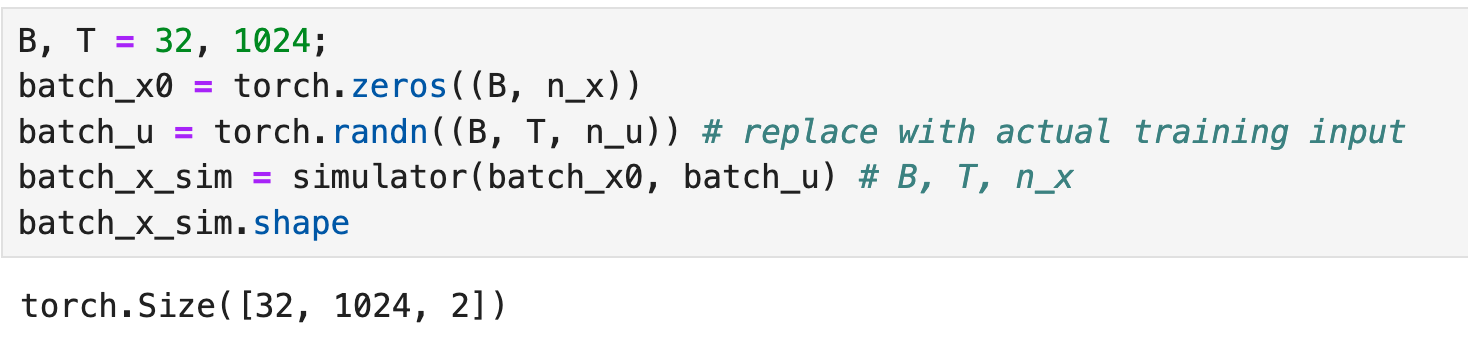 B, T = 32, 1024;
batch_x0 = torch.zeros((B, n_x))
batch_u = torch.randn((B, T, n_u)) # replace with actual training input
batch_x_sim = simulator(batch_x0, batch_u) # B, T, n_x
batch_x_sim.shape
torch.Size([32, 1024, 2])